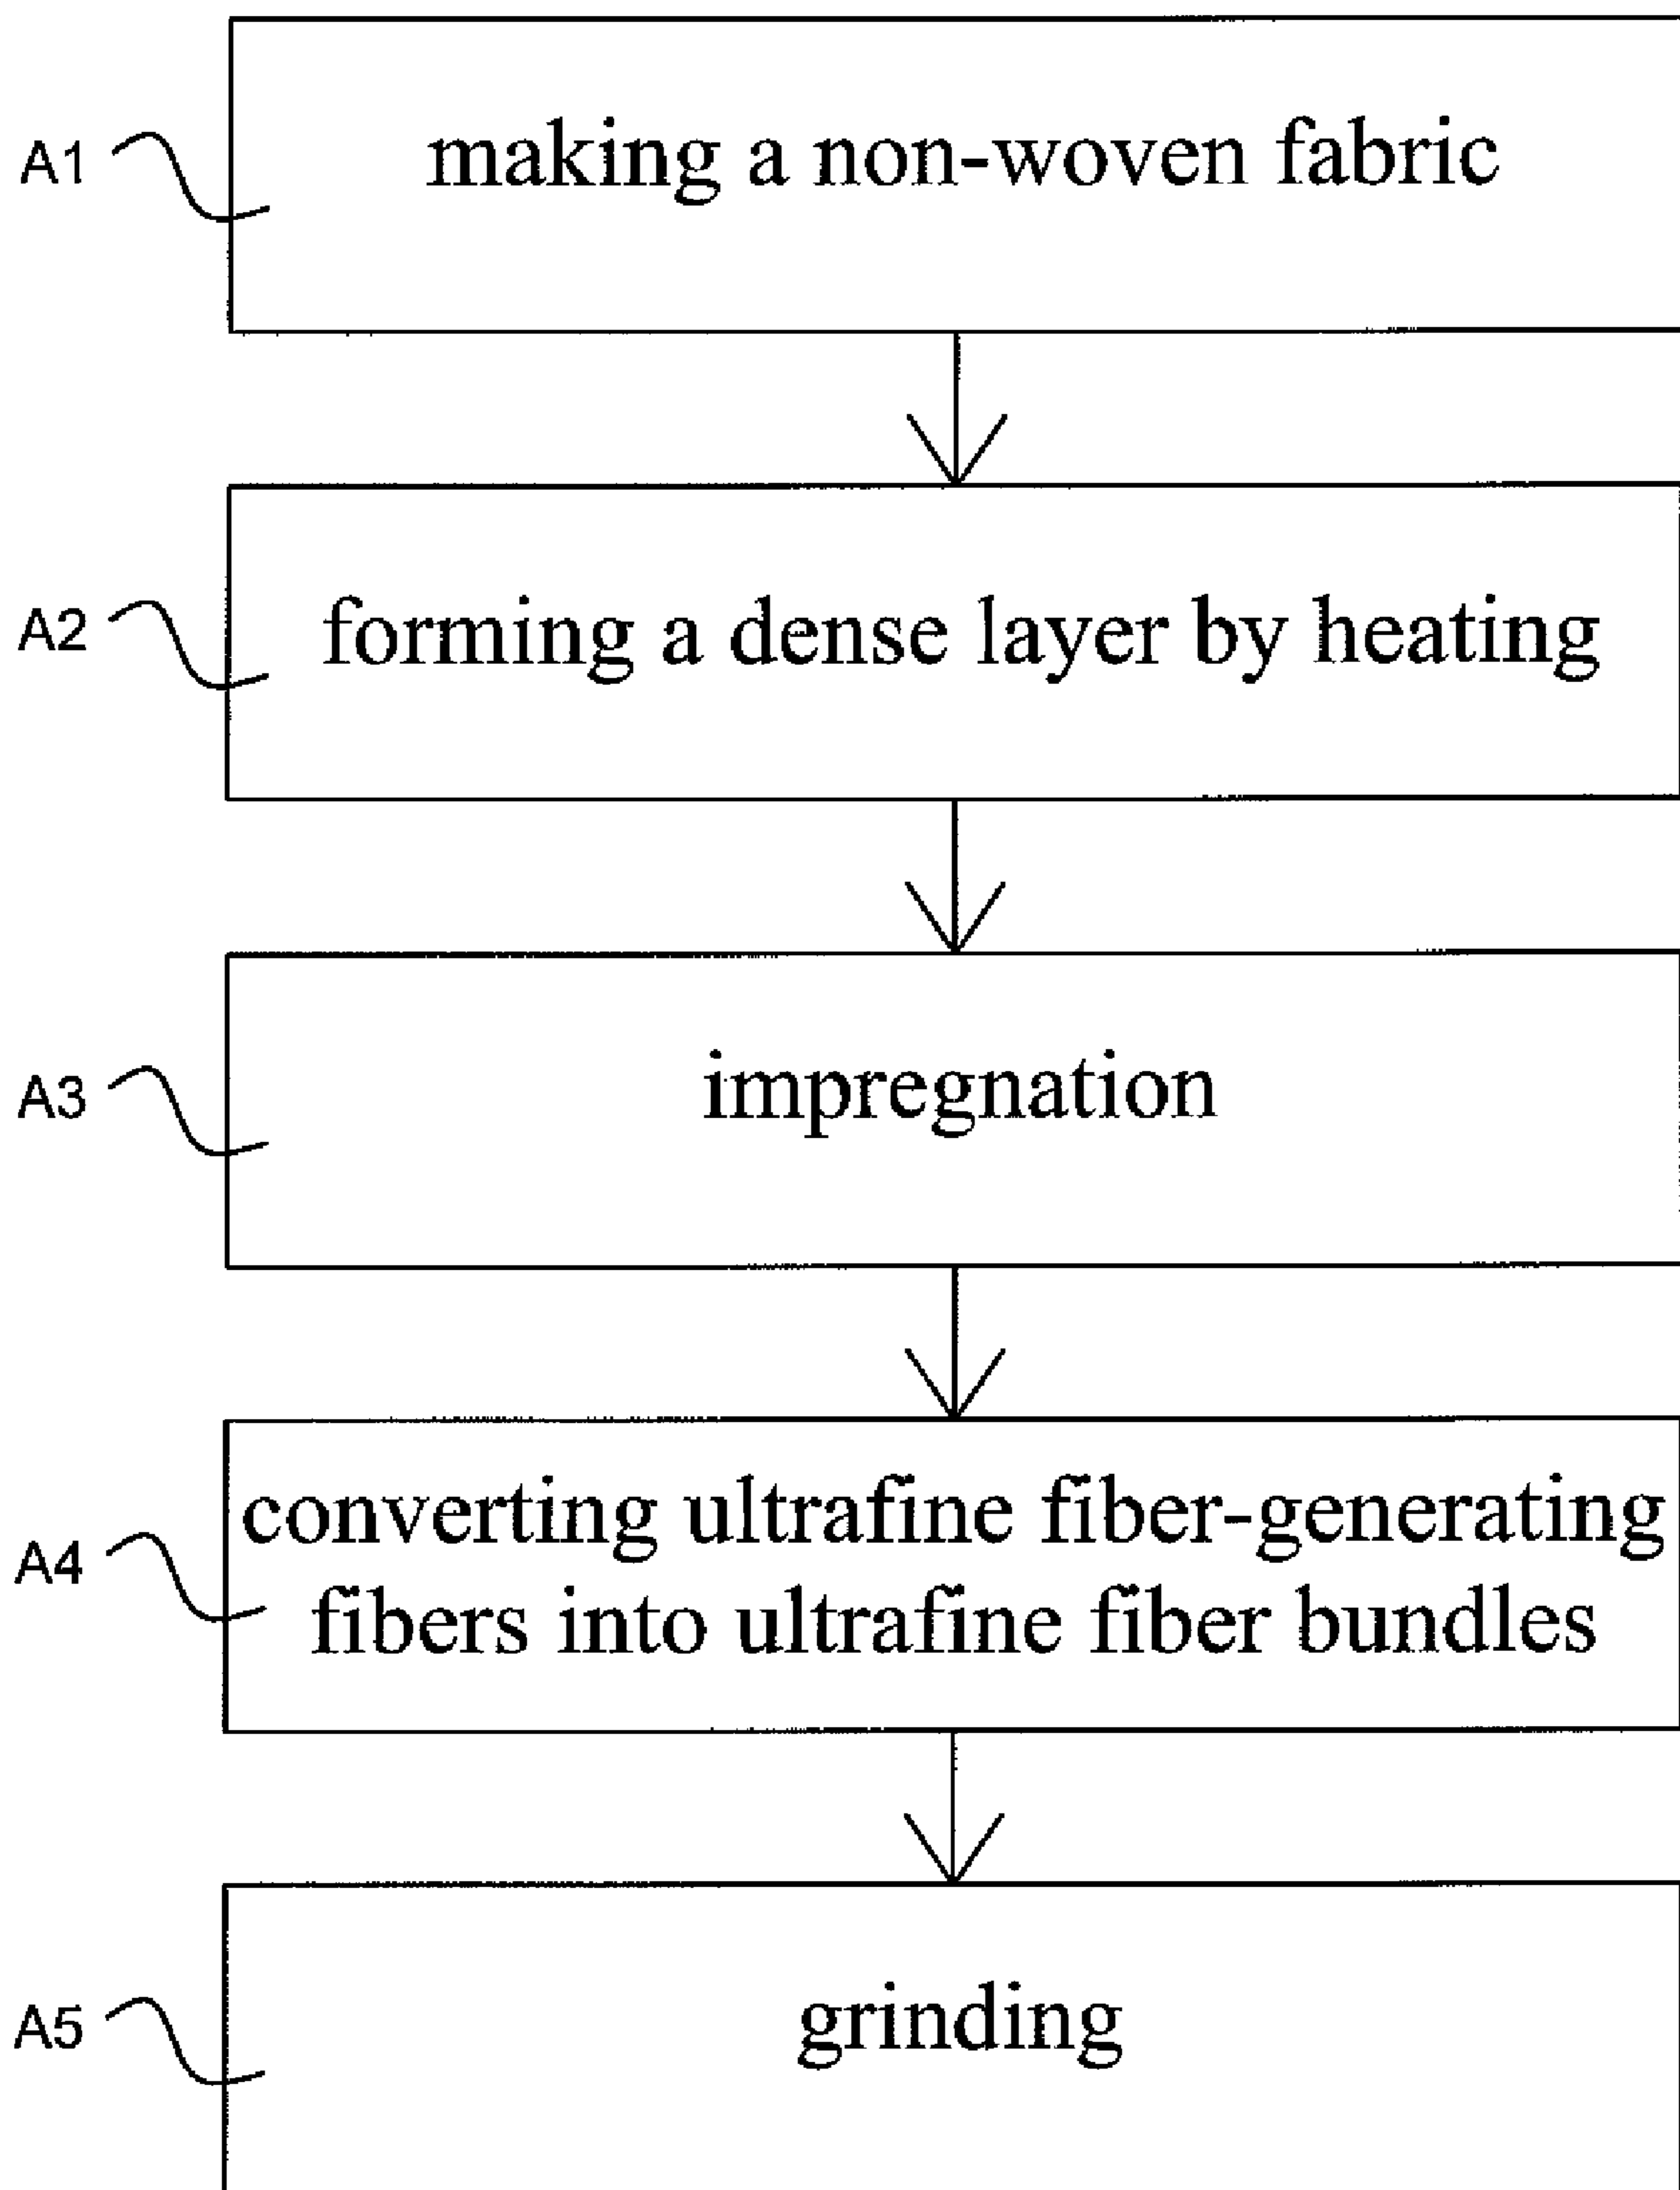 A1
making a non-woven fabric
A2
forming a dense layer by heating
A3
impregnation
A4
converting ultrafine fiber-generating
fibers into ultrafine fiber bundles
A5
grinding